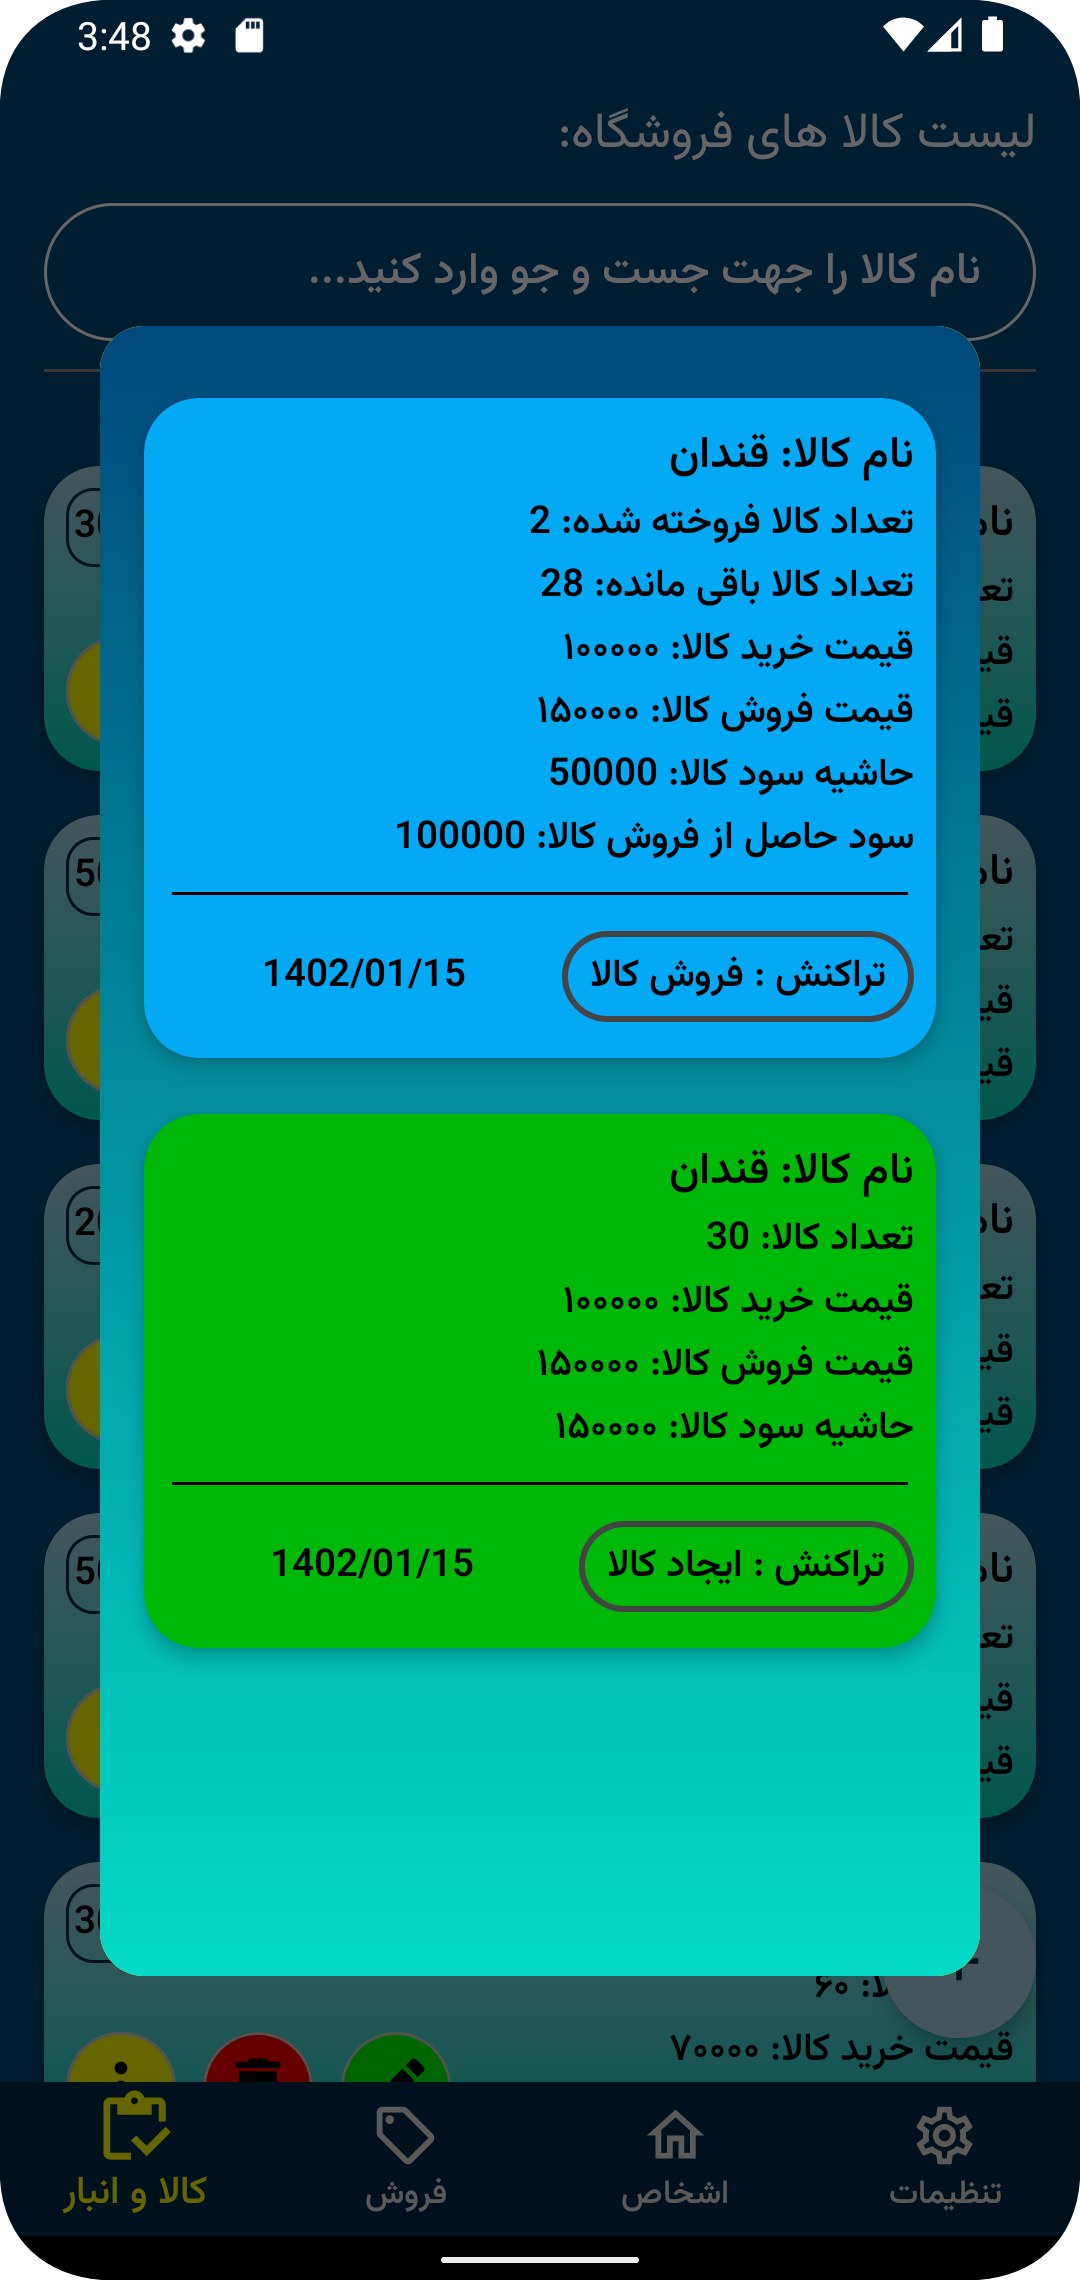 3:48
لیست کالا های فروشگاه:
نام کالا را جهت جست و جو وارد کنید...
نام کالا: قندان
تعداد کالا فروخته شده: 2
تعداد کالا باقی مانده: 28
قیمت خرید کالا: ۱۰۰۰۰۰
قیمت فروش کالا: ۱۵۰۰۰۰
حاشیه سود کالا: 50000
سود حاصل از فروش کالا: 100000
تراکنش : فروش کالا 1402/01/15
نام کالا: قندان
تعداد کالا: 30
قیمت خرید کالا: ۱۰۰۰۰۰
قیمت فروش کالا: ۱۵۰۰۰۰
حاشیه سود کالا: ۱۵۰۰۰۰
تراکنش : ایجاد کالا 1402/01/15
۶۰
قیمت خرید کالا: ۷۰۰۰۰
تنظیمات
اشخاص
فروش
کالا و انبار